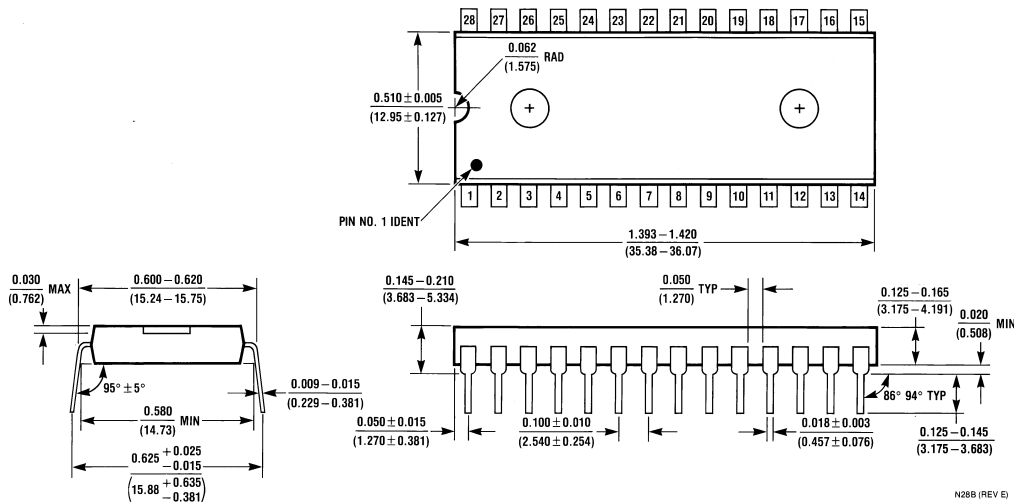 28 27 26 25 24 23 22 21 20 19 18 17 16 15
0.062
(1.575)
RAD
0.510 ± 0.005
(12.95 ± 0.127)
1 2 3 4 5 6 7 8 9 10 11 12 13 14
PIN NO. 1 IDENT
1.393 – 1.420
(35.38 – 36.07)
0.030
(0.762)
MAX
0.600 – 0.620
(15.24 – 15.75)
95° ± 5°
0.009 – 0.015
(0.229 – 0.381)
0.580
(14.73)
MIN
0.625 + 0.025
– 0.015
(15.88 + 0.635
– 0.381)
0.145 – 0.210
(3.683 – 5.334)
0.050
(1.270)
TYP
0.125 – 0.165
(3.175 – 4.191)
0.020
(0.508)
MIN
86° 94° TYP
0.050 ± 0.015
(1.270 ± 0.381)
0.100 ± 0.010
(2.540 ± 0.254)
0.018 ± 0.003
(0.457 ± 0.076)
0.125 – 0.145
(3.175 – 3.683)
N28B (REV E)